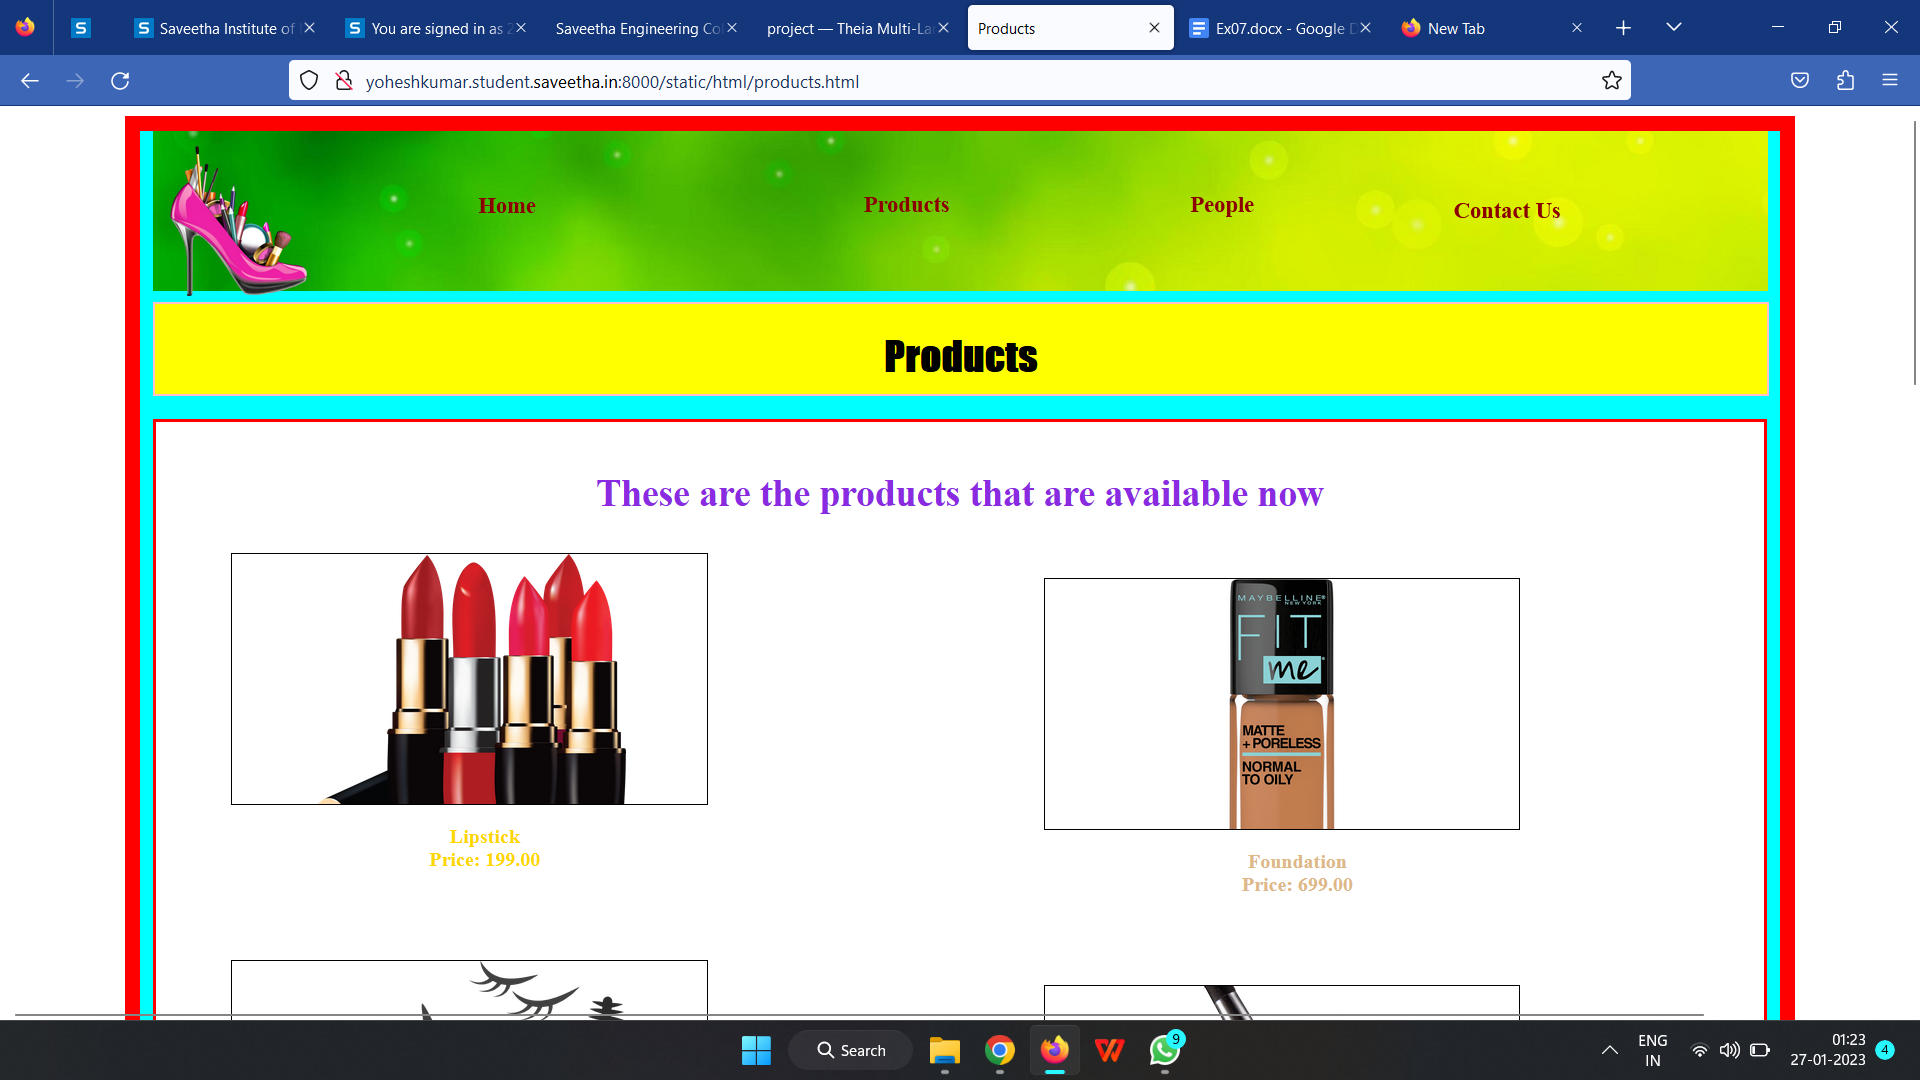 Saveetha Institute of
You are signed in as 2
Saveetha Engineering Co
project — Theia Multi-La
Products
Ex07.docx - Google D
New Tab
yoheshkumar.student.saveetha.in:8000/static/html/products.html
Home
Products
People
Contact Us
Products
These are the products that are available now
MAYBELLINE
NEW YORK
FIT
me
MATTE
+ PORELESS
NORMAL
TO OILY
Lipstick
Price: 199.00
Foundation
Price: 699.00
Search
9
ENG
IN
01:23
27-01-2023
4